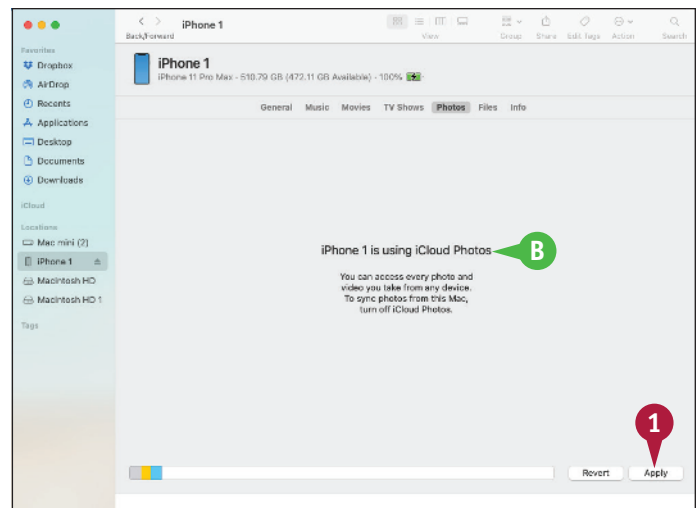 iPhone 1
Back/Forward
View
Group
Share
Edit Tags
Action
Search
Favorites
Dropbox
AirDrop
Recents
Applications
Desktop
Documents
Downloads
iCloud
Locations
Mac mini (2)
iPhone 1
Macintosh HD
Macintosh HD 1
Tags
iPhone 1
iPhone 11 Pro Max - 510.79 GB (472.11 GB Available) - 100%
General Music Movies TV Shows Photos Files Info
iPhone 1 is using iCloud Photos
B
You can access every photo and
video you take from any device.
To sync photos from this Mac,
turn off iCloud Photos.
1
Revert
Apply